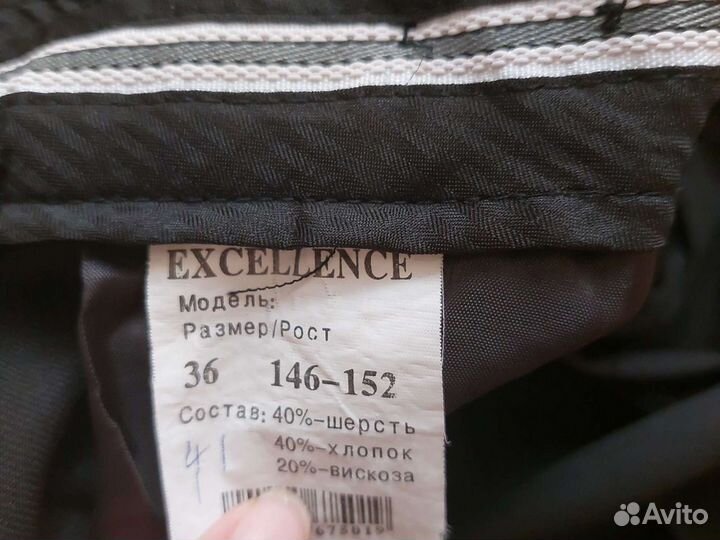 EXCELLENCE
Модель:
Размер/Рост
36 146-152
Состав: 40%-шерсть
40%-хлопок
20%-вискоза
41
Avito